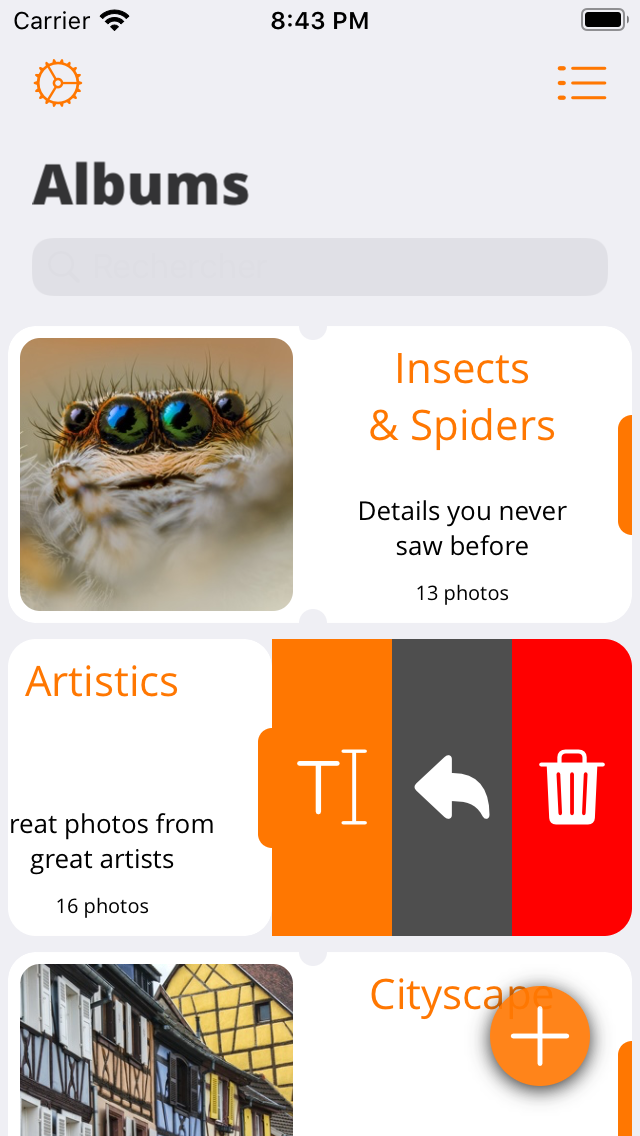 Carrier
8:43 PM
Albums
Rechercher
Insects
& Spiders
Details you never
saw before
13 photos
Artistics
reat photos from
great artists
16 photos
Cityscape